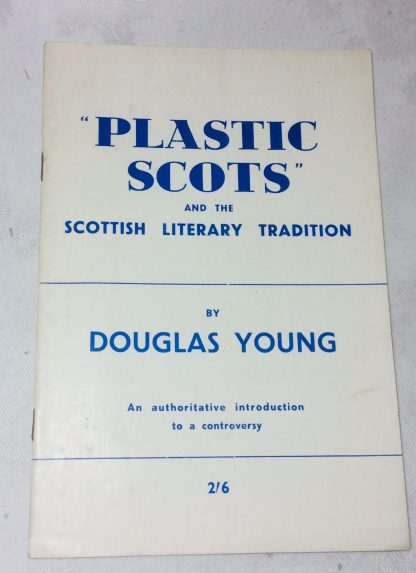 "PLASTIC
SCOTS"
AND THE
SCOTTISH LITERARY TRADITION
BY
DOUGLAS YOUNG
An authoritative introduction
to a controversy
2/6